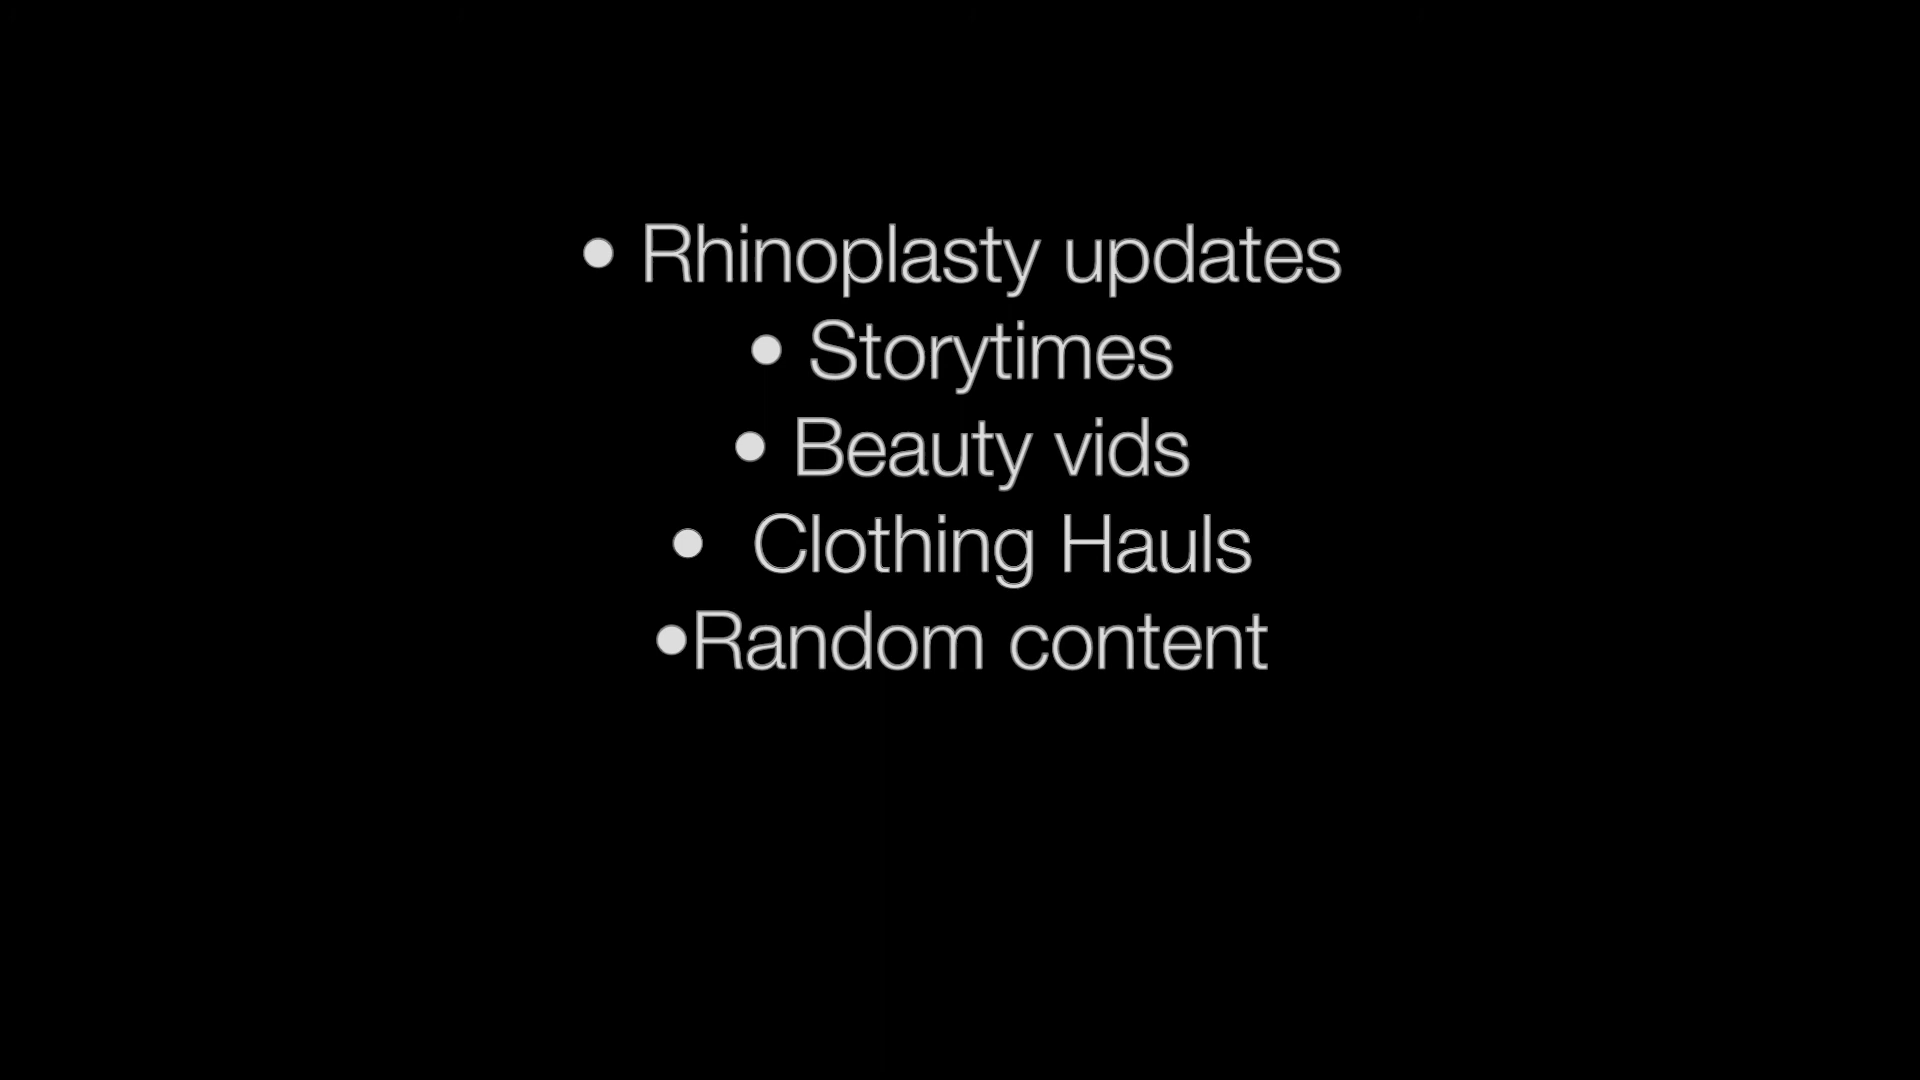 • Rhinoplasty updates
• Storytimes
• Beauty vids
•  Clothing Hauls
•Random content